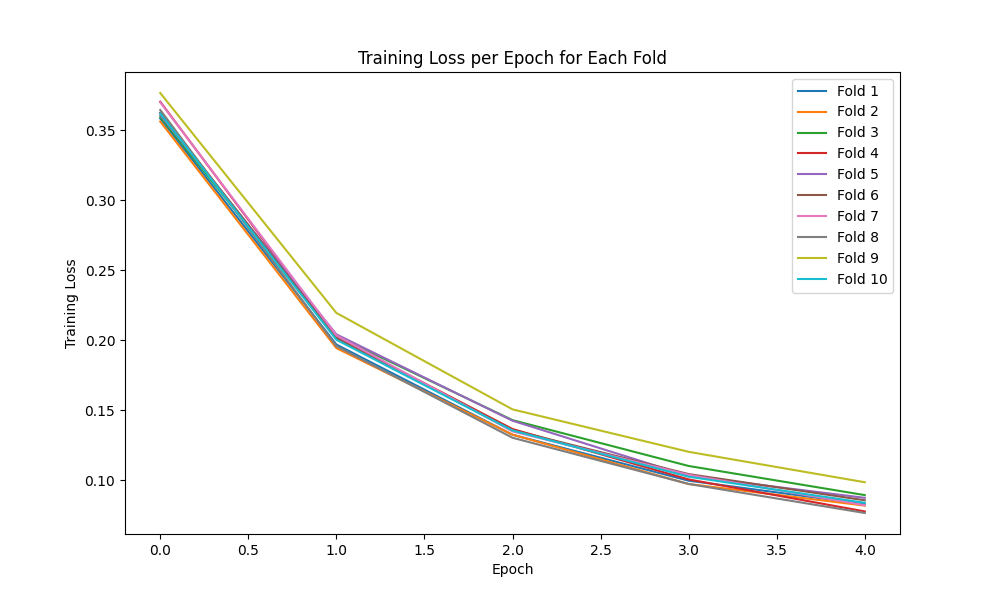 Training Loss per Epoch for Each Fold
Training Loss
0.35
0.30
0.25
0.20
0.15
0.10
Fold 1
Fold 2
Fold 3
Fold 4
Fold 5
Fold 6
Fold 7
Fold 8
Fold 9
Fold 10
0.0 0.5 1.0 1.5 2.0 2.5 3.0 3.5 4.0
Epoch